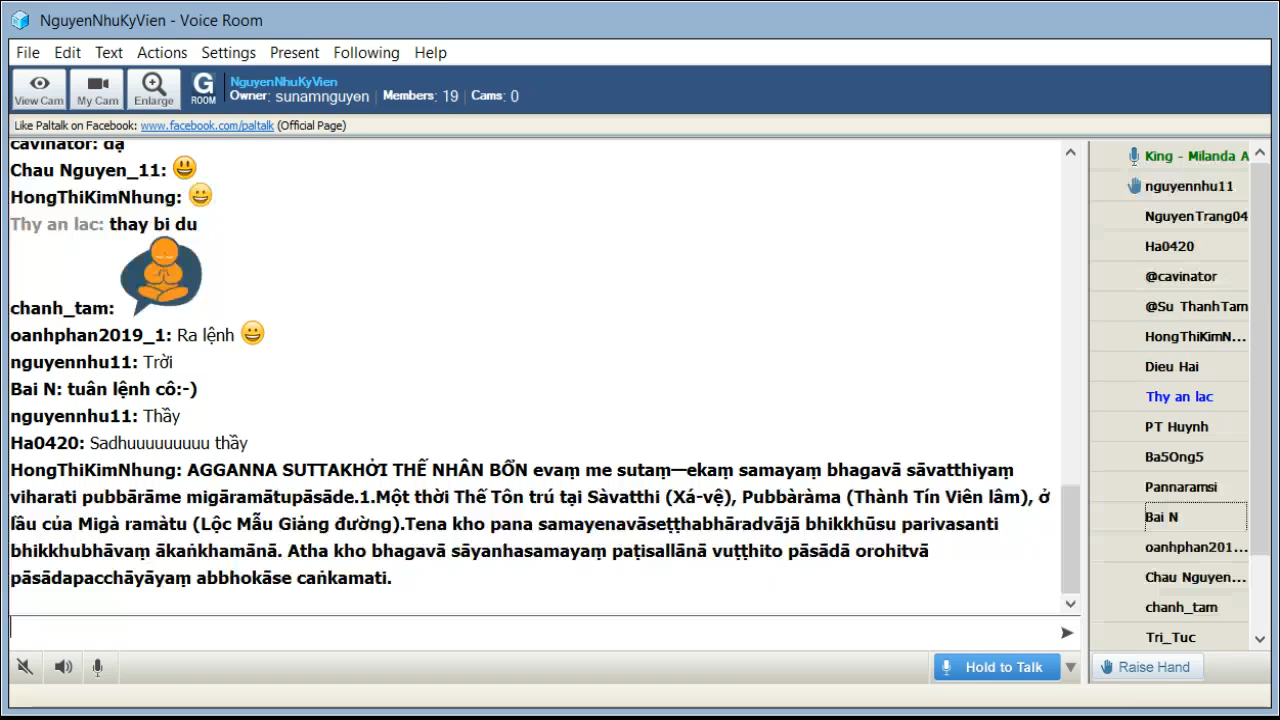 NguyenNhuKyVien - Voice Room
File Edit Text Actions Settings Present Following Help
View Cam
My Cam
Enlarge
G ROOM
NguyenNhuKyVien
Owner: sunamnguyen | Members: 19 | Cams: 0
Like Paltalk on Facebook: www.facebook.com/paltalk (Official Page)
cavinator: dạ
Chau Nguyen_11:
HongThiKimNhung:
Thy an lac: thay bi du
chanh_tam:
oanhphan2019_1: Ra lệnh
nguyennhu11: Trời
Bai N: tuân lệnh cô:-)
nguyennhu11: Thầy
Ha0420: Sadhuuuuuuuuu thầy
HongThiKimNhung: AGGANNA SUTTAKHỞI THẾ NHÂN BỔN evaṃ me sutaṃ—ekaṃ samayaṃ bhagavā sāvatthiyaṃ
viharati pubbārāme migāramātupāsāde.1.Một thời Thế Tôn trú tại Sàvatthi (Xá-vệ), Pubbàràma (Thành Tín Viên lâm), ở
lầu của Migà ramàtu (Lộc Mẫu Giảng đường).Tena kho pana samayenavāseṭṭhabhāradvājā bhikkhūsu parivasanti
bhikkhubhāvaṃ ākaṅkhamānā. Atha kho bhagavā sāyanhasamayaṃ paṭisallānā vuṭṭhito pāsādā orohitvā
pāsādapacchāyāyaṃ abbhokāse caṅkamati.
Hold to Talk
King - Milanda A
nguyennhu11
NguyenTrang04
Ha0420
@cavinator
@Su ThanhTam
HongThiKimN...
Dieu Hai
Thy an lac
PT Huynh
Ba5Ong5
Pannaramsi
Bai N
oanhphan201...
Chau Nguyen...
chanh_tam
Tri_Tuc
Raise Hand